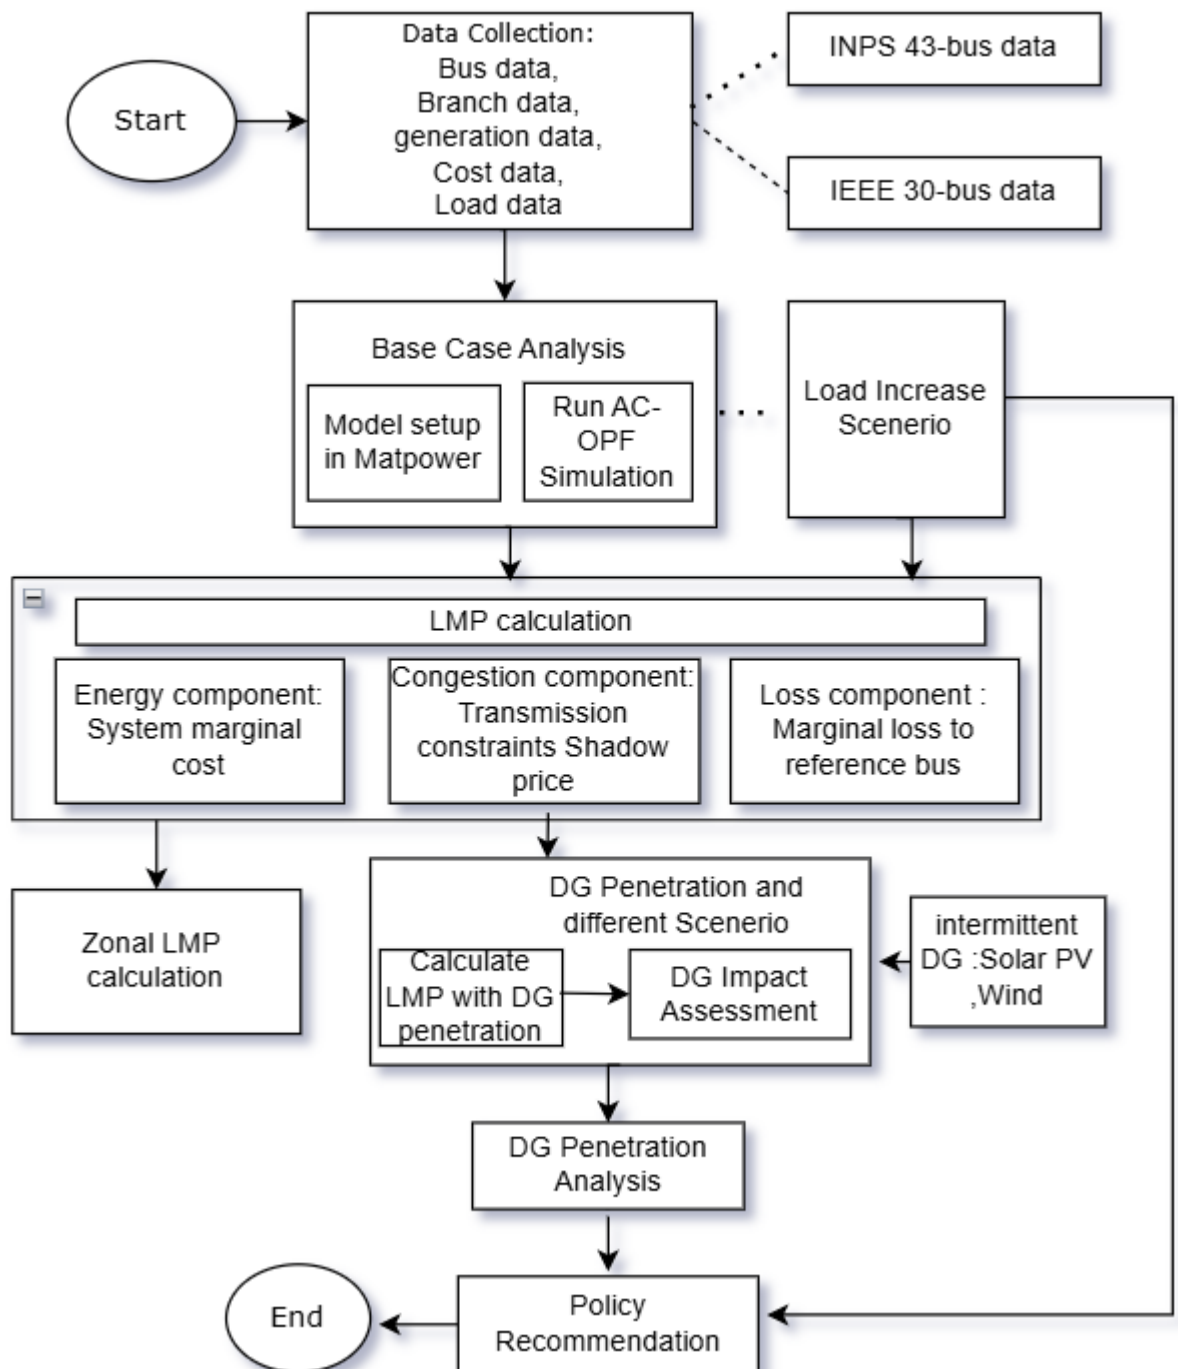 Start
Data Collection:
Bus data,
Branch data,
generation data,
Cost data,
Load data
INPS 43-bus data
IEEE 30-bus data
Base Case Analysis
Model setup
in Matpower
Run AC-
OPF
Simulation
Load Increase
Scenerio
LMP calculation
Energy component:
System marginal
cost
Congestion component:
Transmission
constraints Shadow
price
Loss component :
Marginal loss to
reference bus
Zonal LMP
calculation
DG Penetration and
different Scenerio
Calculate
LMP with DG
penetration
DG Impact
Assessment
intermittent
DG :Solar PV
,Wind
DG Penetration
Analysis
Policy
Recommendation
End